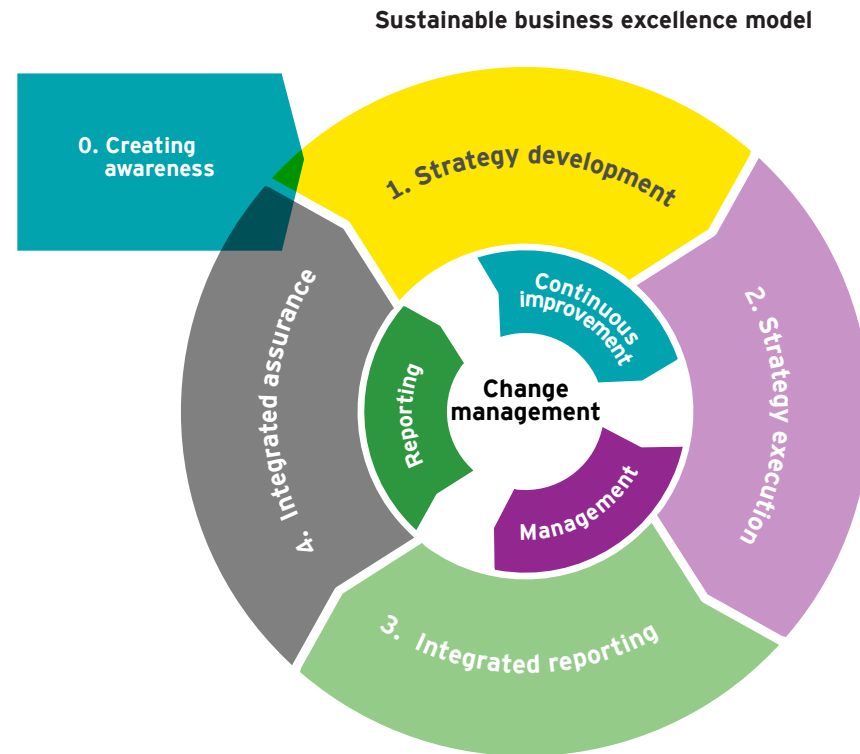 Sustainable business excellence model
0. Creating
awareness
1. Strategy development
2. Strategy execution
3. Integrated reporting
4. Integrated assurance
Continuous
improvement
Management
Reporting
Change
management